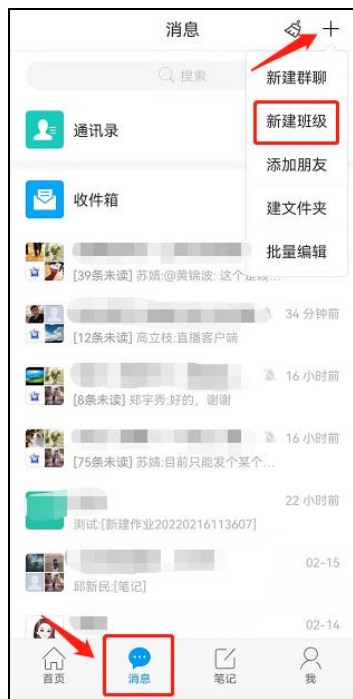 消息
搜索
新建群聊
通讯录
新建班级
添加朋友
收件箱
建文件夹
批量编辑
[39条未读] 苏婧:@黄锦波: 这个是
34 分钟前
[12条未读] 高立枝:直播客户端
16 小时前
[8条未读] 郑宇秀:好的，谢谢
16 小时前
[75条未读] 苏婧:目前只能发个某个...
22 小时前
测试:[新建作业20220216113607]
02-15
邱新民:[笔记]
02-14
首页
消息
笔记
我